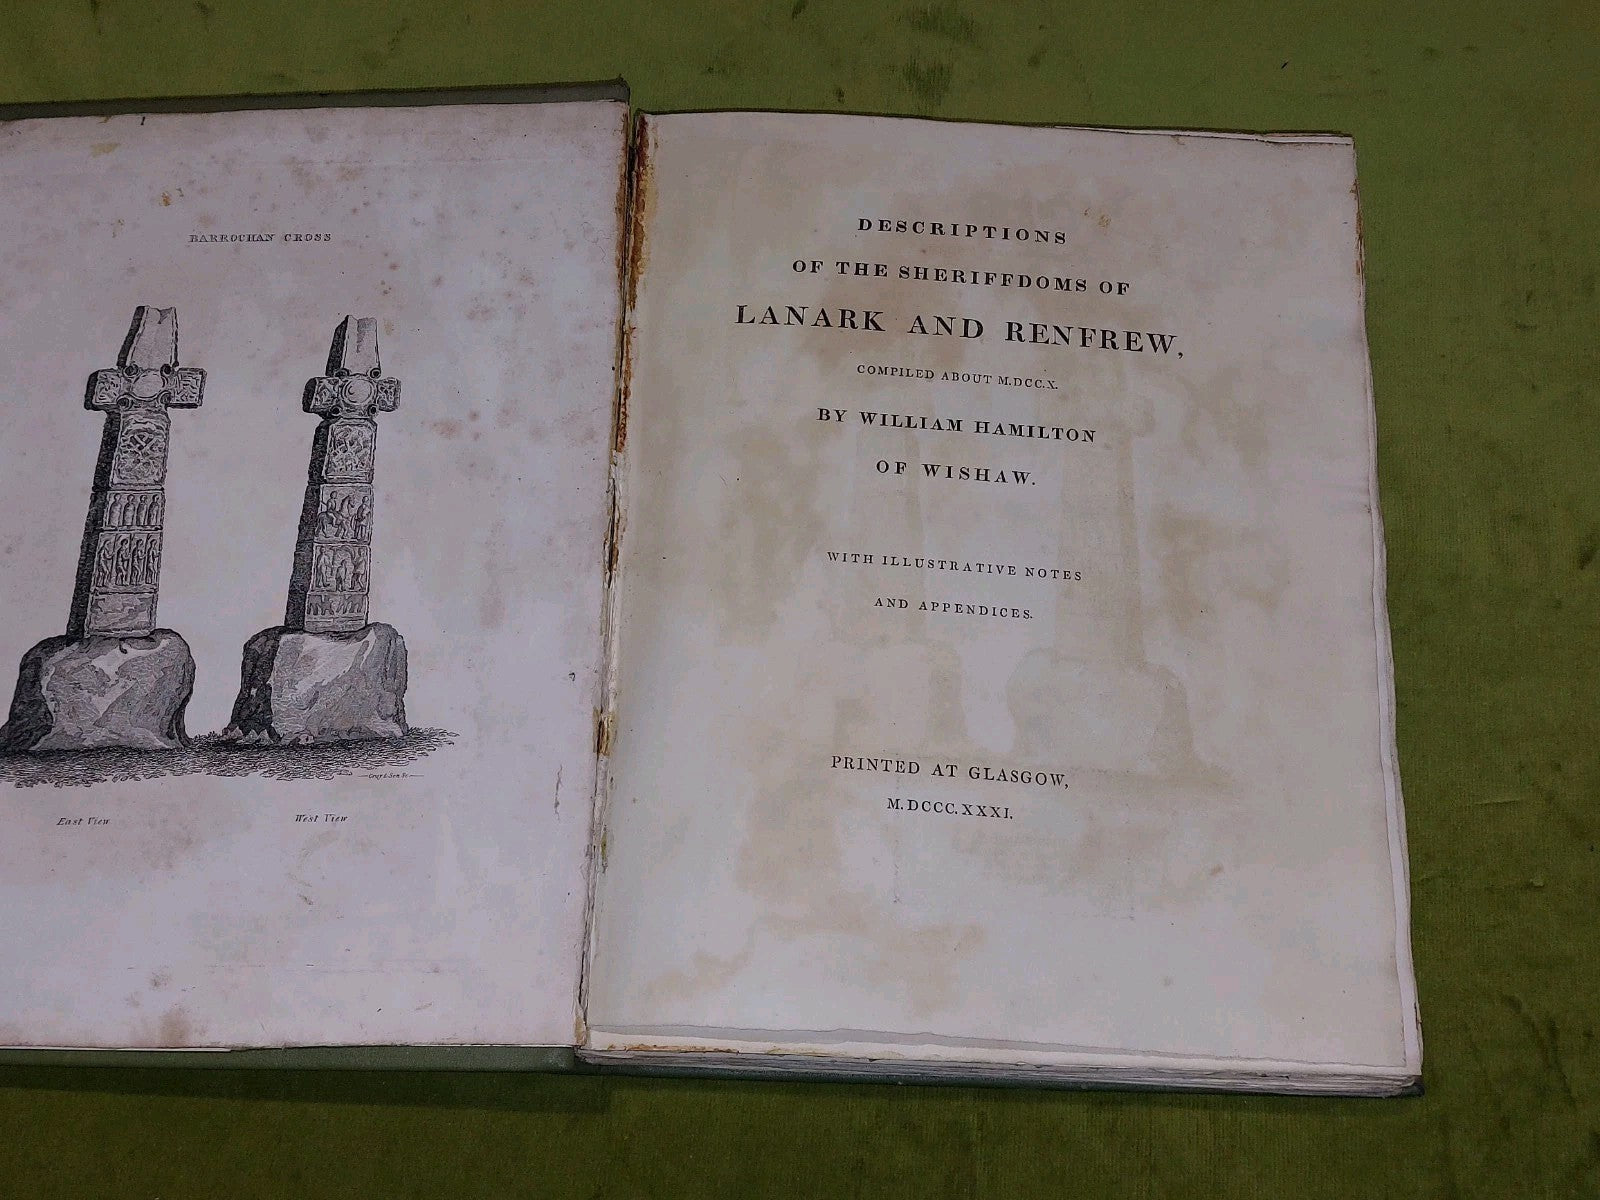 BARROCHAN CROSS
East View
West View
DESCRIPTIONS
OF THE SHERIFFDOMS OF
LANARK AND RENFREW,
COMPILED ABOUT M.DCC.X.
BY WILLIAM HAMILTON
OF WISHAW.
WITH ILLUSTRATIVE NOTES
AND APPENDICES.
PRINTED AT GLASGOW,
M.DCCC.XXXI.